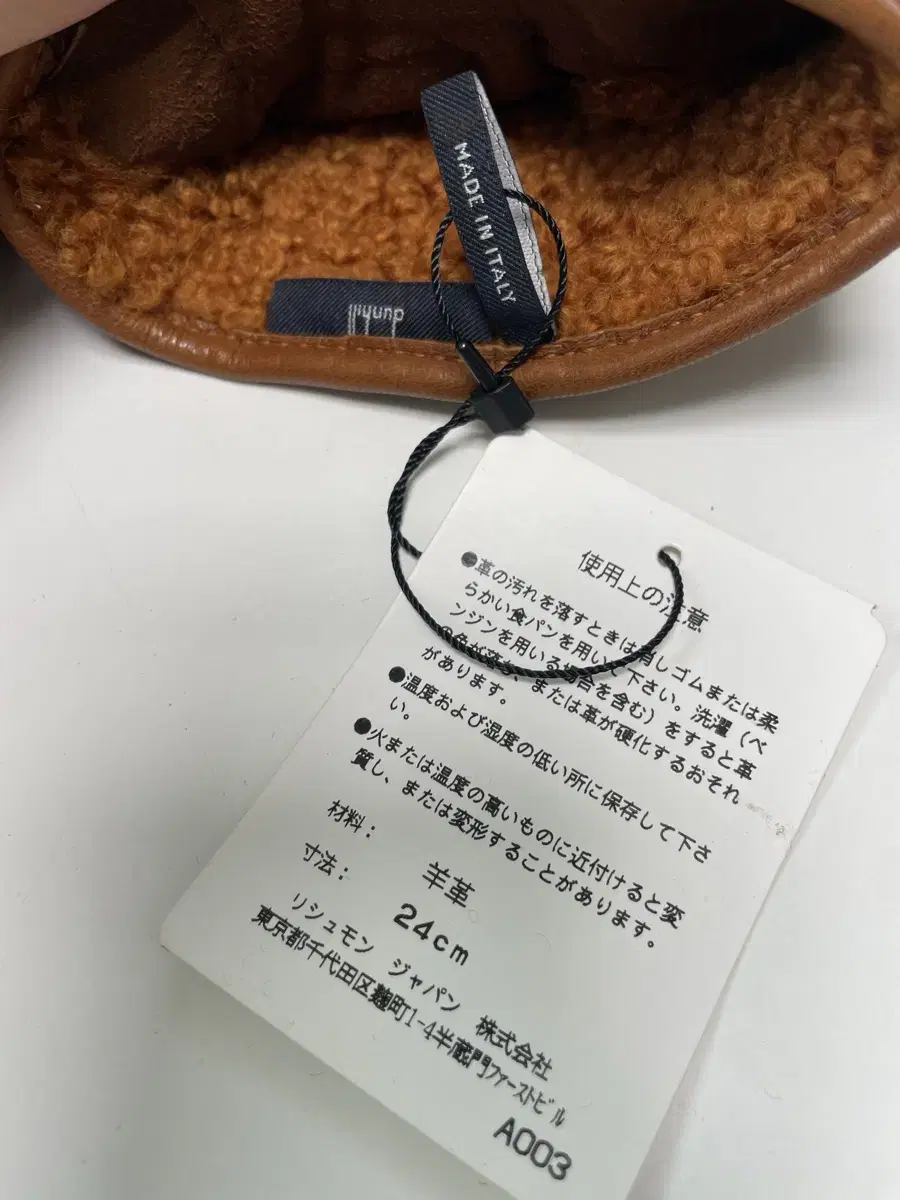 MADE IN ITALY
dunhill
使用上の注意
●革の汚れを落すときは消しゴムまたは柔
らかい食パンを用いて下さい。洗濯(ベ
ンジンを用いる場合を含む)をすると革
の色が落ち、または革が硬化するおそれ
があります。
●温度および湿度の低い所に保存して下さ
い。
●火または温度の高いものに近付けると変
質し、または変形することがあります。
材料: 羊革
寸法: 24cm
リシュモン ジャパン 株式会社
東京都千代田区麹町1-4半蔵門ファーストビル
A003